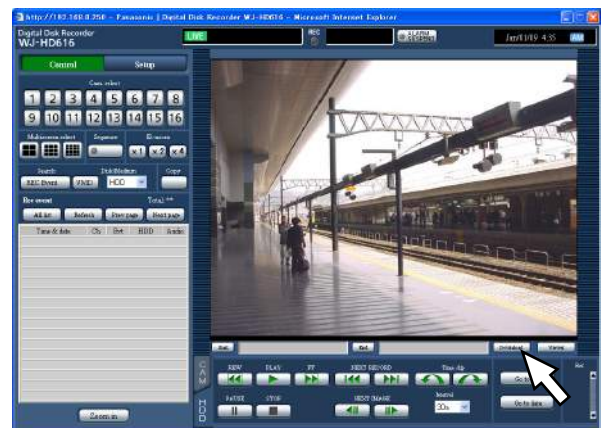 http://192.168.0.250 - Panasonic | Digital Disk Recorder WJ-HD616 - Microsoft Internet Explorer
Digital Disk Recorder
WJ-HD616
LIVE
REC
ALARM
SUSPEND
Jan/01/09 4:35 AM
Control
Setup
Cam select
1 2 3 4 5 6 7 8
9 10 11 12 13 14 15 16
Multiscreen select
Sequence
El-zoom
x1 x2 x4
Search
Disk/Medium
Copy
REC Event
VMD
HDD
Rec event
Total **
All list
Refresh
Prev page
Next page
Time & date
Ch
Evt
HDD
Audio
Zoom in
Start
End
Download
Viewer
CAM
HDD
REW
PLAY
FF
NEXT RECORD
Time slip
Go to
PAUSE
STOP
NEXT IMAGE
Interval
30s
Go to date